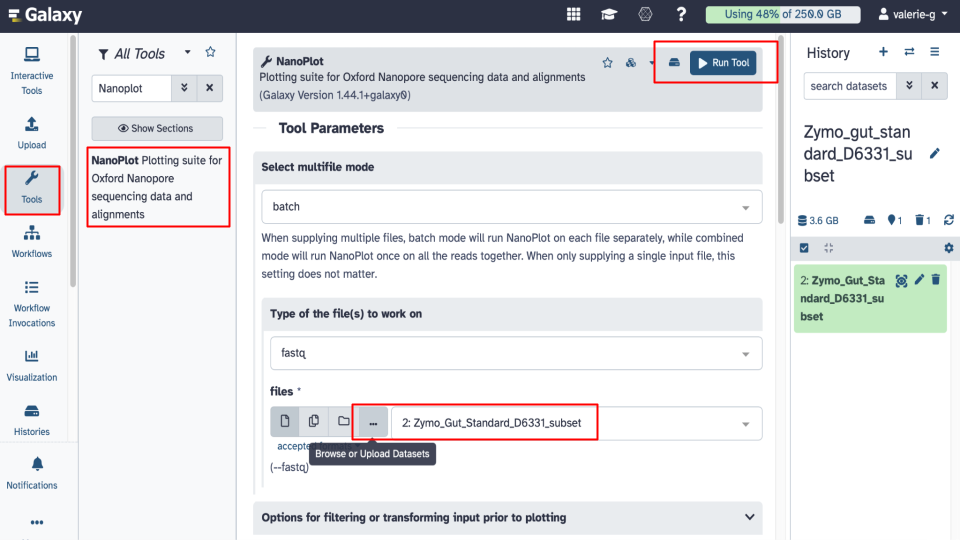 Galaxy
Using 48% of 250.0 GB
valerie-g
Interactive
Tools
Upload
Tools
Workflows
Workflow
Invocations
Visualization
Histories
Notifications
All Tools
Nanoplot
Show Sections
NanoPlot Plotting suite for
Oxford Nanopore
sequencing data and
alignments
NanoPlot
Plotting suite for Oxford Nanopore sequencing data and alignments
(Galaxy Version 1.44.1+galaxy0)
Run Tool
Tool Parameters
Select multifile mode
batch
When supplying multiple files, batch mode will run NanoPlot on each file separately, while combined
mode will run NanoPlot once on all the reads together. When only supplying a single input file, this
setting does not matter.
Type of the file(s) to work on
fastq
files *
2: Zymo_Gut_Standard_D6331_subset
accepted
Browse or Upload Datasets
(--fastq)
Options for filtering or transforming input prior to plotting
History
search datasets
Zymo_gut_stan
dard_D6331_su
bset
3.6 GB
1
1
2: Zymo_Gut_Sta
ndard_D6331_su
bset